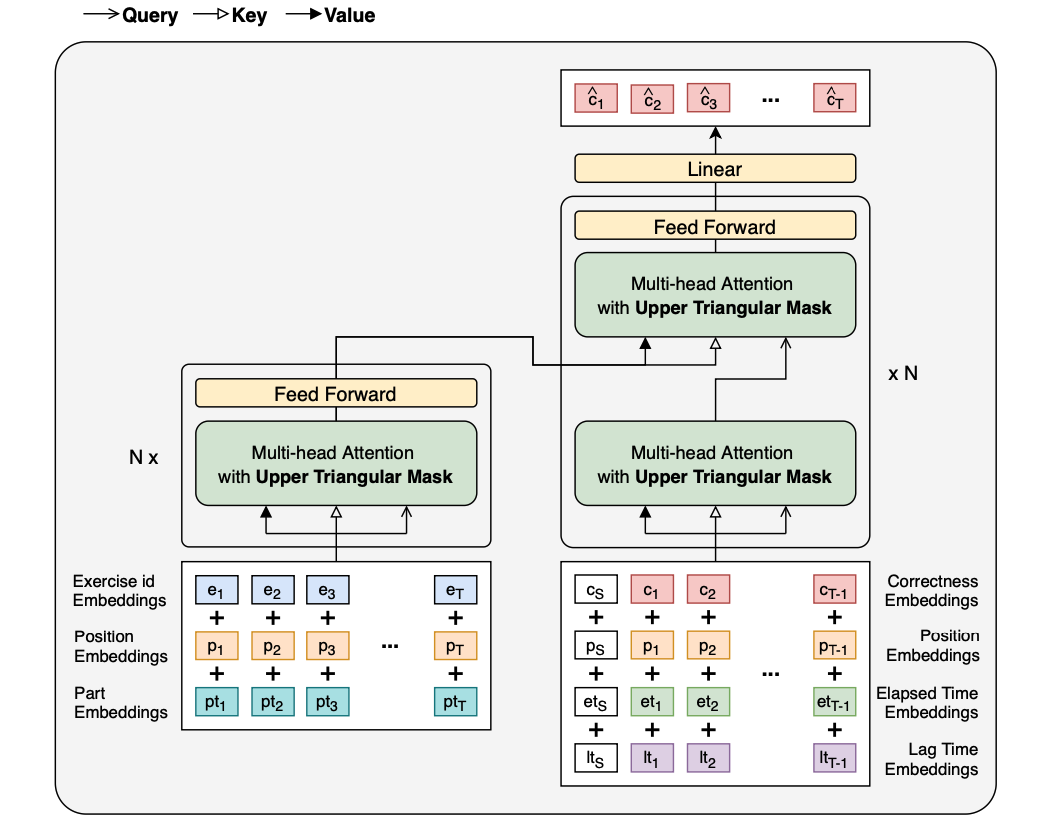 Query Key Value
ĉ1 ĉ2 ĉ3 ... ĉT
Linear
Feed Forward
Multi-head Attention
with Upper Triangular Mask
x N
Feed Forward
Multi-head Attention
with Upper Triangular Mask
N x
Multi-head Attention
with Upper Triangular Mask
Exercise id
Embeddings
e1 e2 e3 eT
+ + + +
Position
Embeddings
p1 p2 p3 ... pT
+ + + +
Part
Embeddings
pt1 pt2 pt3 ptT
cS c1 c2 cT-1
Correctness
Embeddings
+ + + +
pS p1 p2 pT-1
Position
Embeddings
+ + + ... +
etS et1 et2 etT-1
Elapsed Time
Embeddings
+ + + +
ltS lt1 lt2 ltT-1
Lag Time
Embeddings